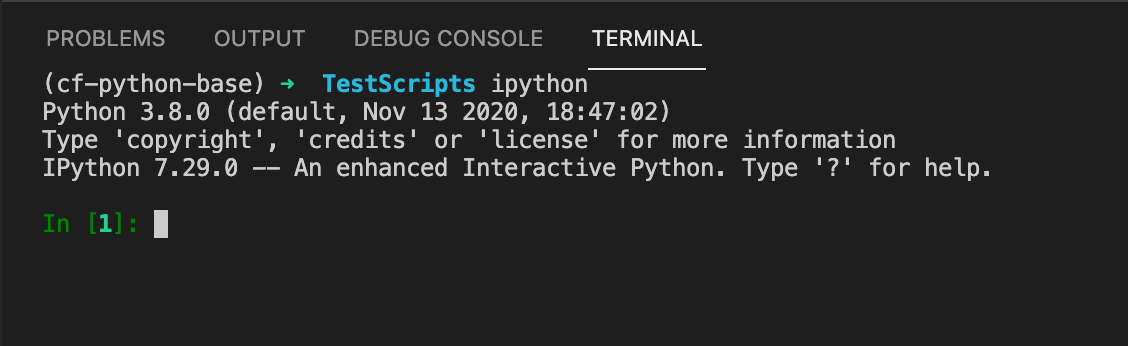 PROBLEMS OUTPUT DEBUG CONSOLE TERMINAL
(cf-python-base) ➜ TestScripts ipython
Python 3.8.0 (default, Nov 13 2020, 18:47:02)
Type 'copyright', 'credits' or 'license' for more information
IPython 7.29.0 -- An enhanced Interactive Python. Type '?' for help.
In [1]: